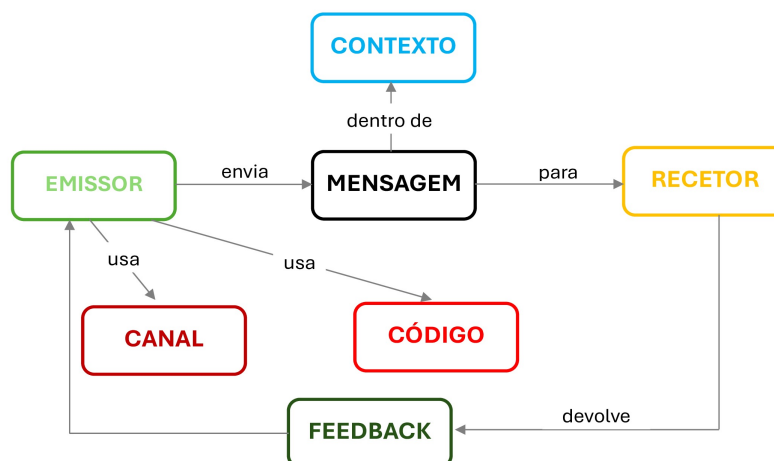 CONTEXTO
dentro de
EMISSOR
envia
MENSAGEM
para
RECETOR
usa
usa
CANAL
CÓDIGO
devolve
FEEDBACK